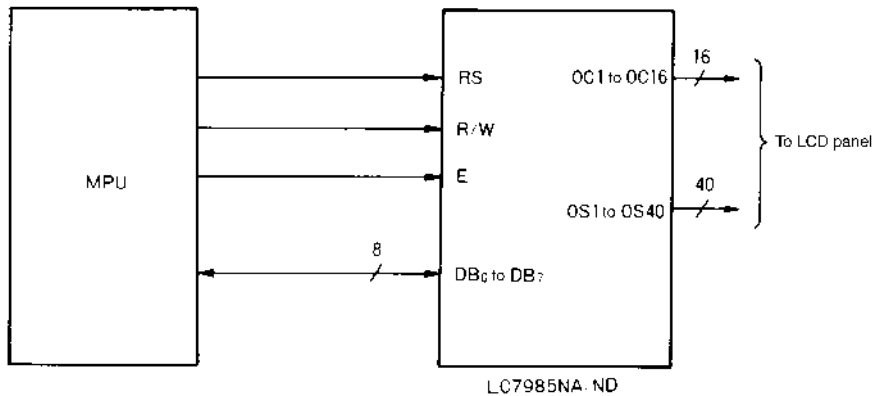 MPU
RS
R/W
E
8
DB₀ to DB₇
OC1 to OC16
16
OS1 to OS40
40
To LCD panel
LC7985NA, ND